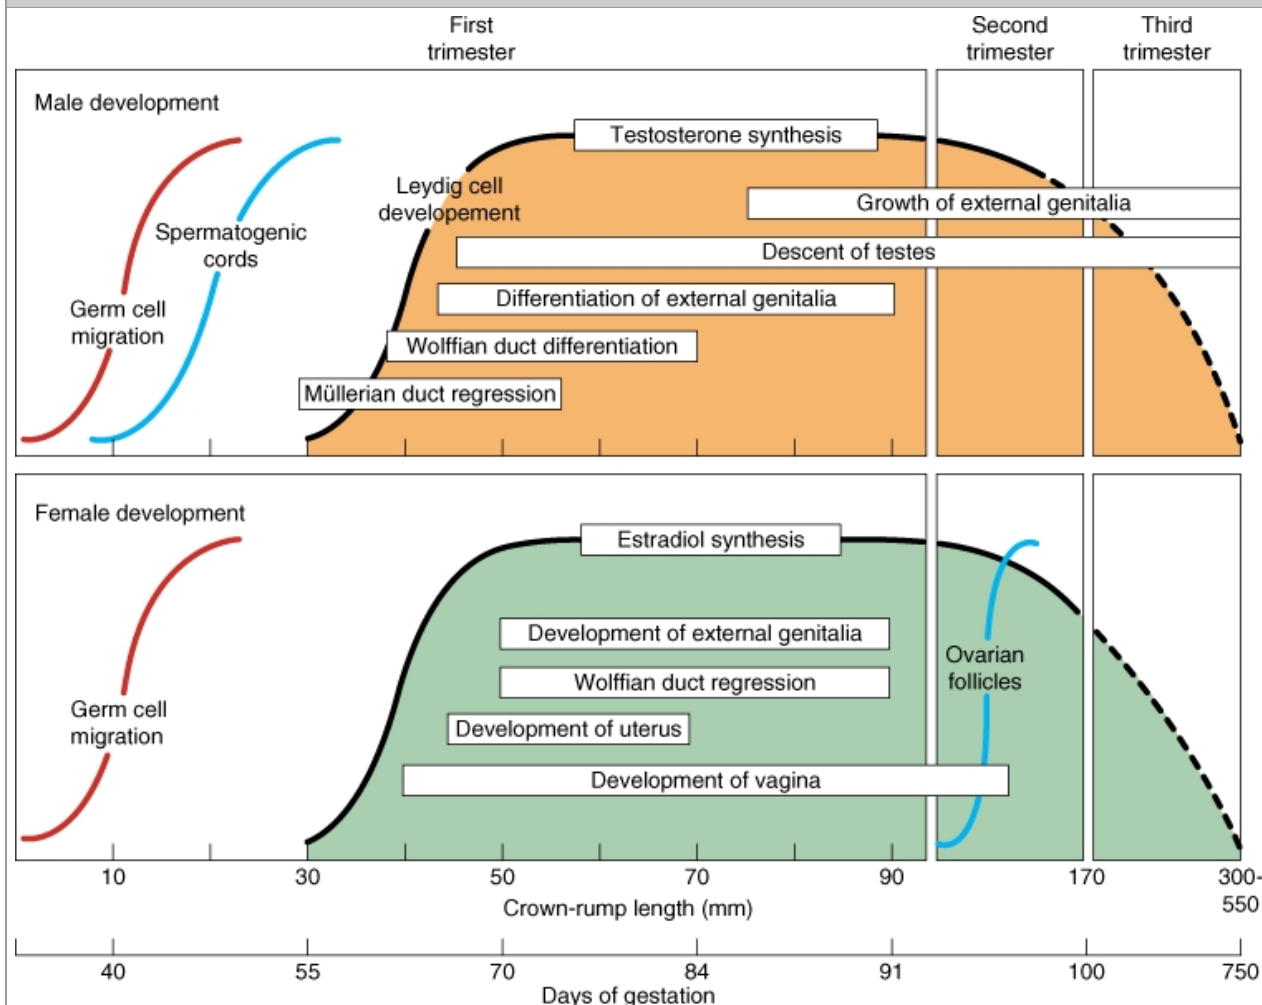 First
trimester
Second
trimester
Third
trimester
Male development
Testosterone synthesis
Leydig cell
developement
Growth of external genitalia
Spermatogenic
cords
Descent of testes
Differentiation of external genitalia
Germ cell
migration
Wolffian duct differentiation
Müllerian duct regression
Female development
Estradiol synthesis
Development of external genitalia
Ovarian
follicles
Wolffian duct regression
Germ cell
migration
Development of uterus
Development of vagina
10 30 50 70 90 170 300-
550
Crown-rump length (mm)
40 55 70 84 91 100 750
Days of gestation